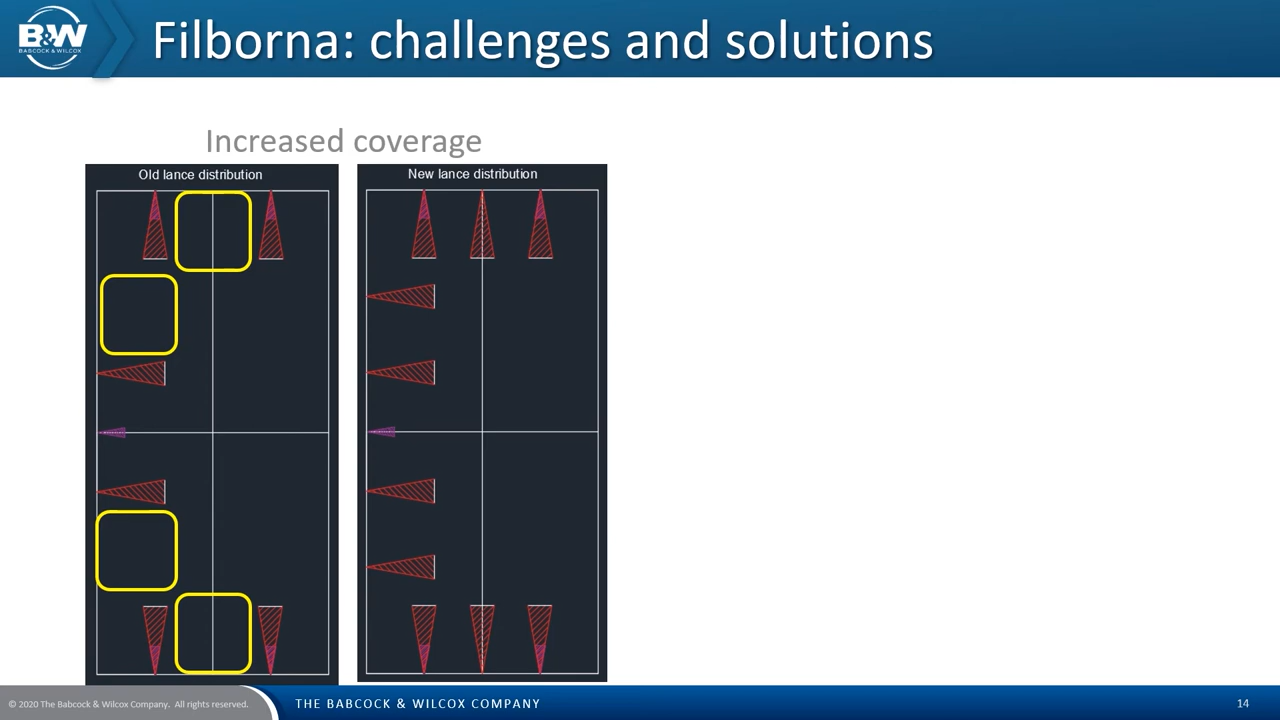 B&W
BABCOCK & WILCOX
Filborna: challenges and solutions
Increased coverage
Old lance distribution
New lance distribution
© 2020 The Babcock & Wilcox Company. All rights reserved.
THE BABCOCK & WILCOX COMPANY
14